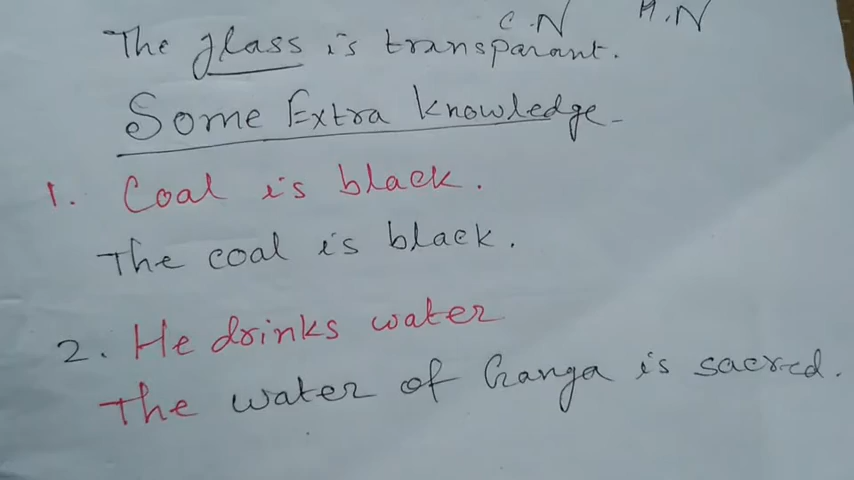 C.N M.N
The glass is transparant.
Some Extra knowledge-
1. Coal is black.
The coal is black.
2. He drinks water
The water of Ganga is sacred.